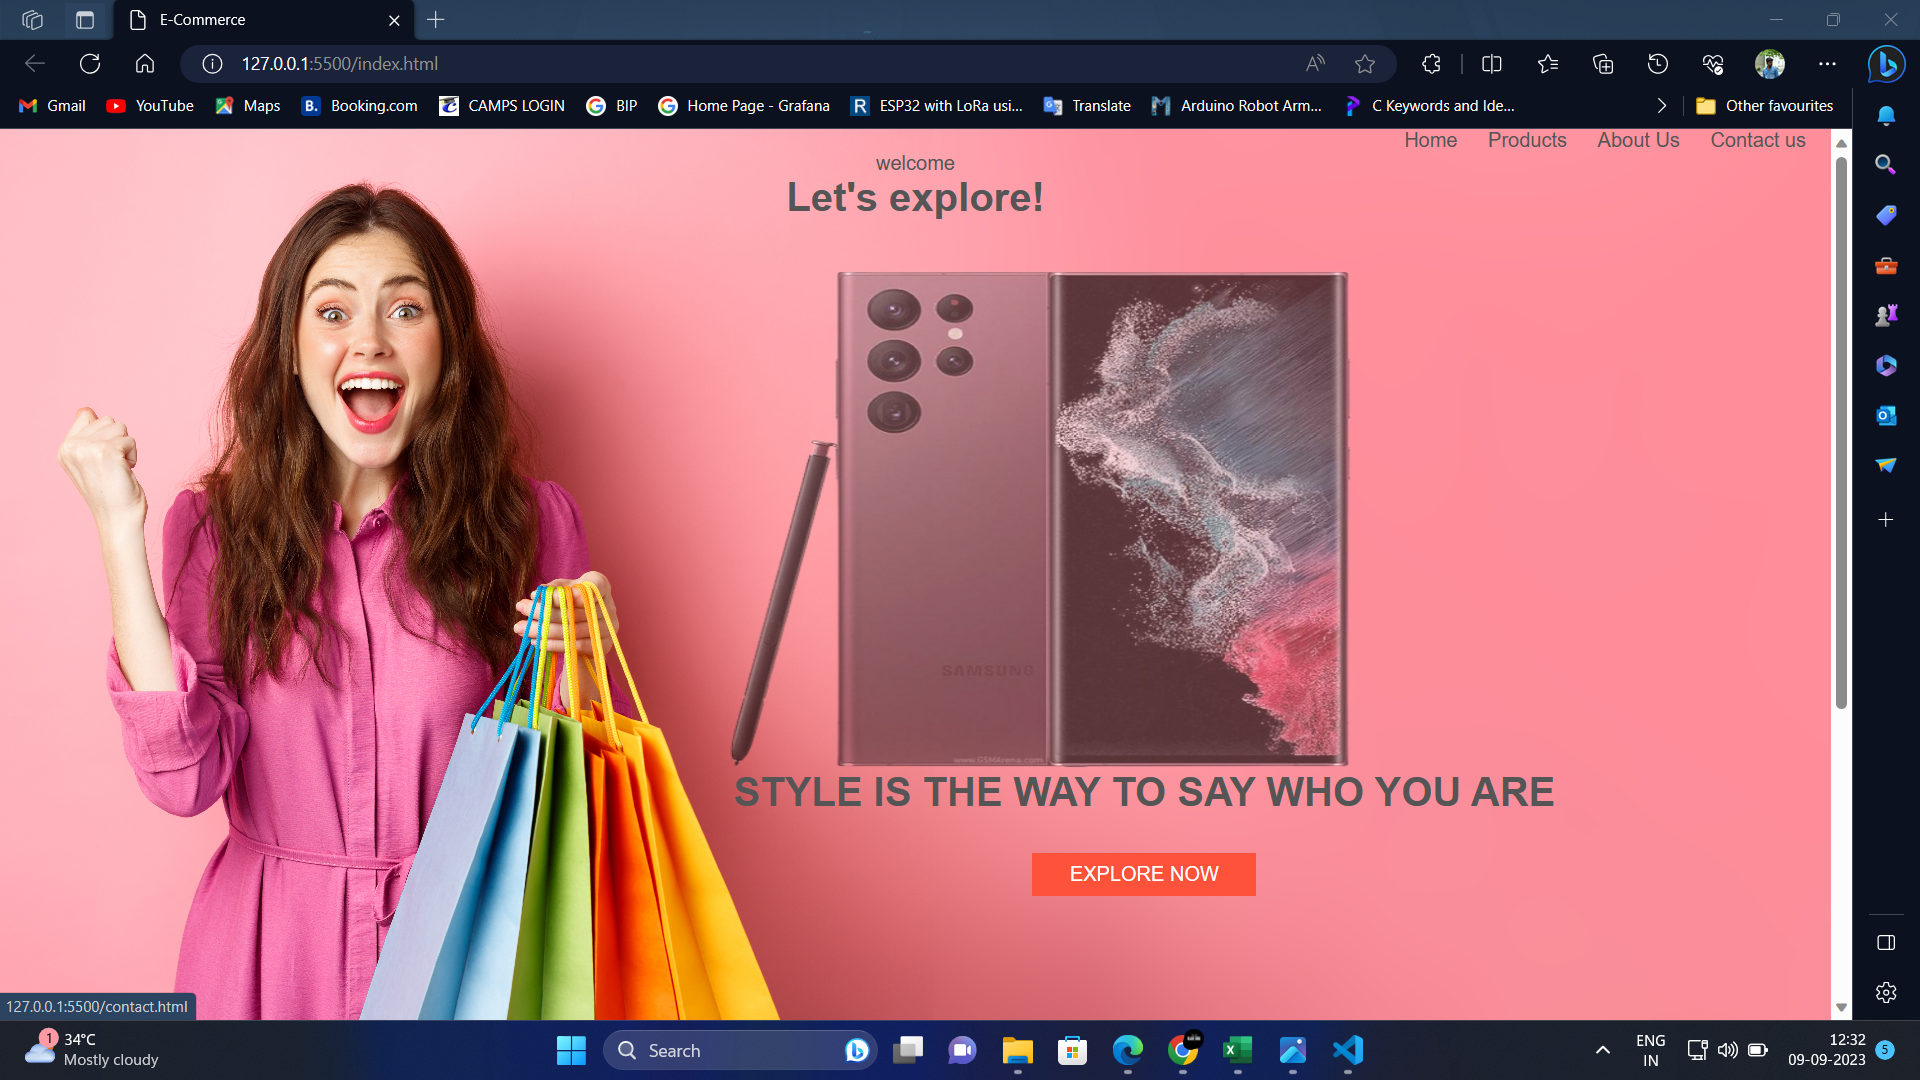 E-Commerce
127.0.0.1:5500/index.html
Gmail YouTube Maps B. Booking.com CAMPS LOGIN BIP Home Page - Grafana R ESP32 with LoRa usi... Translate Arduino Robot Arm... C Keywords and Ide... Other favourites
Home Products About Us Contact us
welcome
Let's explore!
SAMSUNG
www.GSMArena.com
STYLE IS THE WAY TO SAY WHO YOU ARE
EXPLORE NOW
127.0.0.1:5500/contact.html
1 34°C
Mostly cloudy
Search
ENG
IN
12:32
09-09-2023
5